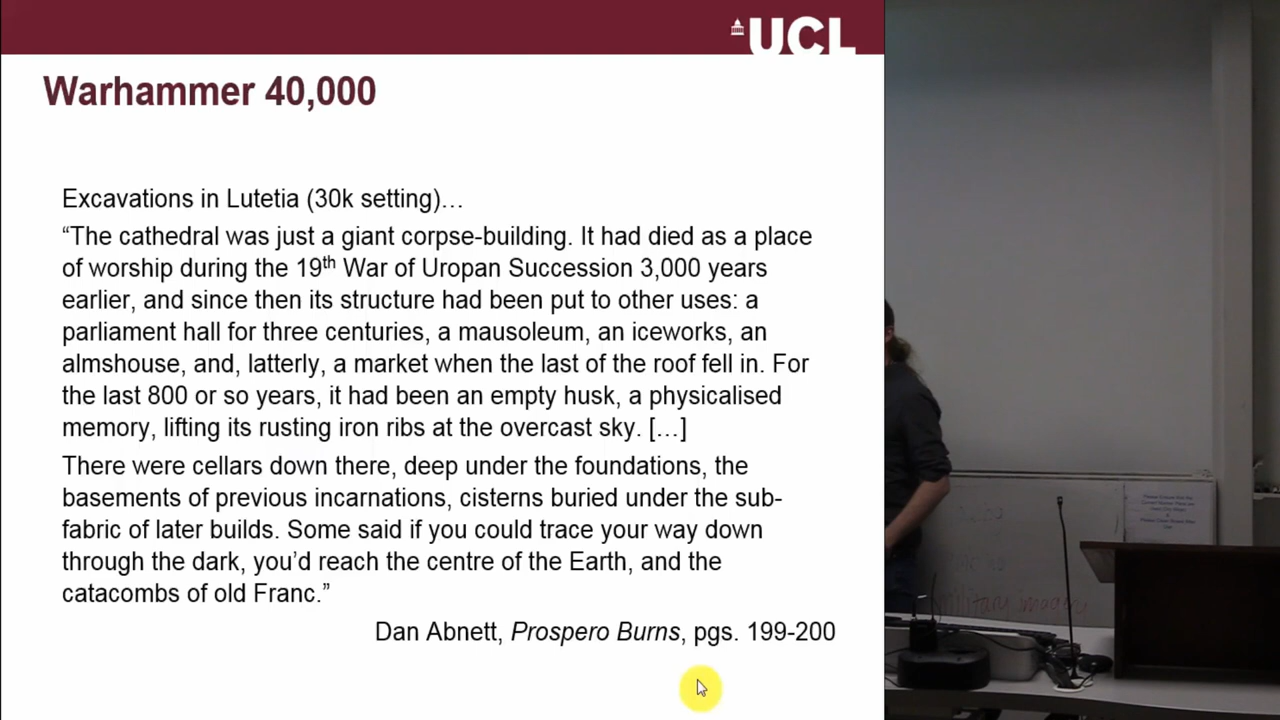 UCL
Warhammer 40,000
Excavations in Lutetia (30k setting)…
“The cathedral was just a giant corpse-building. It had died as a place
of worship during the 19th War of Uropan Succession 3,000 years
earlier, and since then its structure had been put to other uses: a
parliament hall for three centuries, a mausoleum, an iceworks, an
almshouse, and, latterly, a market when the last of the roof fell in. For
the last 800 or so years, it had been an empty husk, a physicalised
memory, lifting its rusting iron ribs at the overcast sky. […]
There were cellars down there, deep under the foundations, the
basements of previous incarnations, cisterns buried under the sub-
fabric of later builds. Some said if you could trace your way down
through the dark, you’d reach the centre of the Earth, and the
catacombs of old Franc.”
Dan Abnett, Prospero Burns, pgs. 199-200